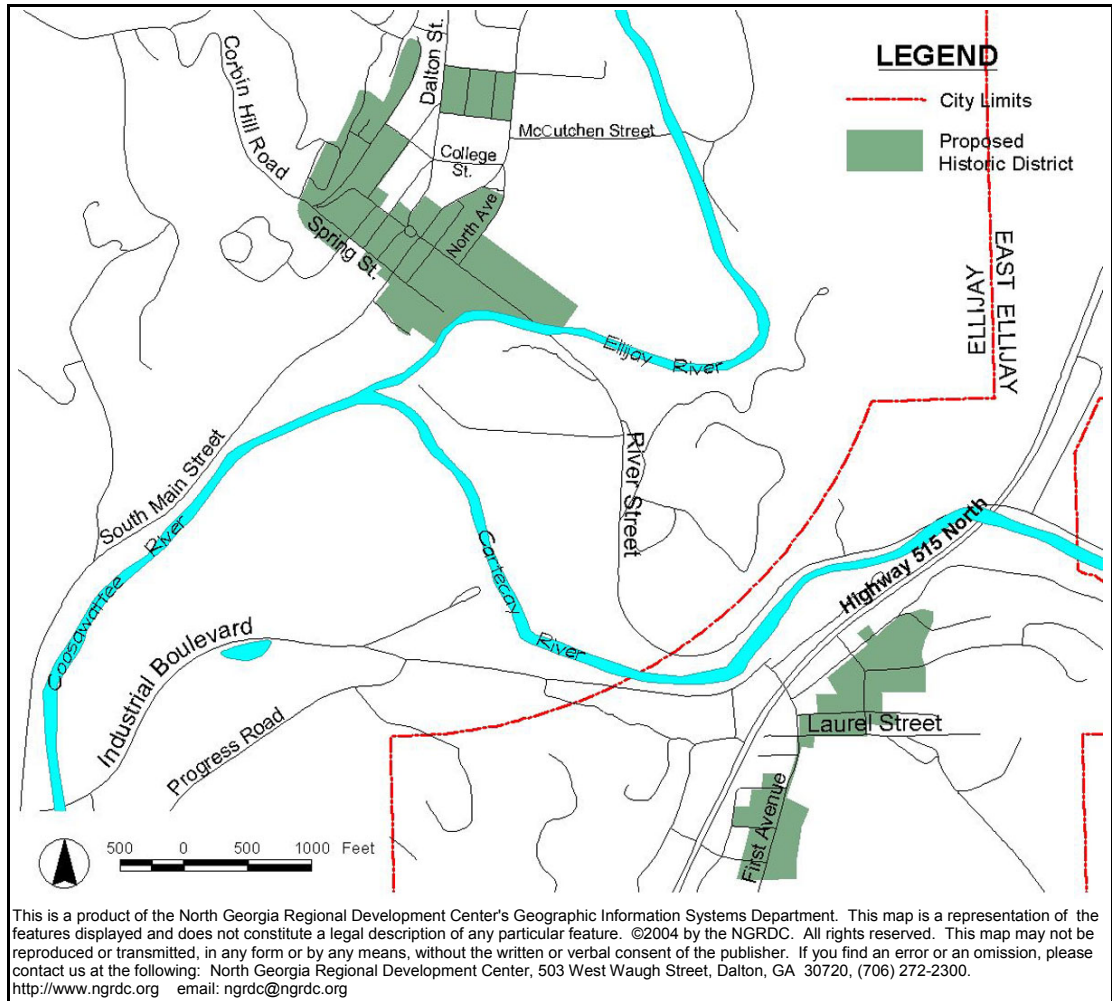 LEGEND
City Limits
Proposed
Historic District
Corbin Hill Road
Dalton St.
McCutchen Street
College
St.
North Ave
Spring St.
Ellijay River
ELLIJAY
EAST ELLIJAY
South Main Street
River Street
Coosawattee River
Cartecay River
Highway 515 North
Industrial Boulevard
Progress Road
Laurel Street
First Avenue
500 0 500 1000 Feet
This is a product of the North Georgia Regional Development Center's Geographic Information Systems Department. This map is a representation of the
features displayed and does not constitute a legal description of any particular feature. ©2004 by the NGRDC. All rights reserved. This map may not be
reproduced or transmitted, in any form or by any means, without the written or verbal consent of the publisher. If you find an error or an omission, please
contact us at the following: North Georgia Regional Development Center, 503 West Waugh Street, Dalton, GA 30720, (706) 272-2300.
http://www.ngrdc.org email: ngrdc@ngrdc.org